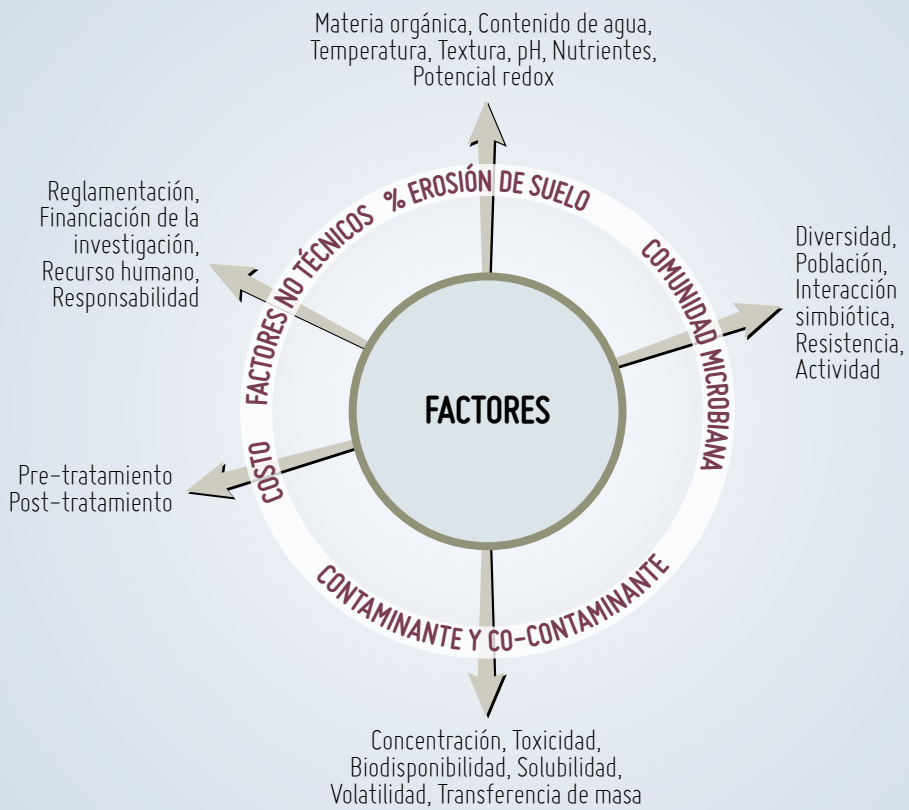 Materia orgánica, Contenido de agua,
Temperatura, Textura, pH, Nutrientes,
Potencial redox
% EROSIÓN DE SUELO
Reglamentación,
Financiación de la
investigación,
Recurso humano,
Responsabilidad
FACTORES NO TÉCNICOS
COMUNIDAD MICROBIANA
Diversidad,
Población,
Interacción
simbiótica,
Resistencia,
Actividad
FACTORES
COSTO
Pre-tratamiento
Post-tratamiento
CONTAMINANTE Y CO-CONTAMINANTE
Concentración, Toxicidad,
Biodisponibilidad, Solubilidad,
Volatilidad, Transferencia de masa